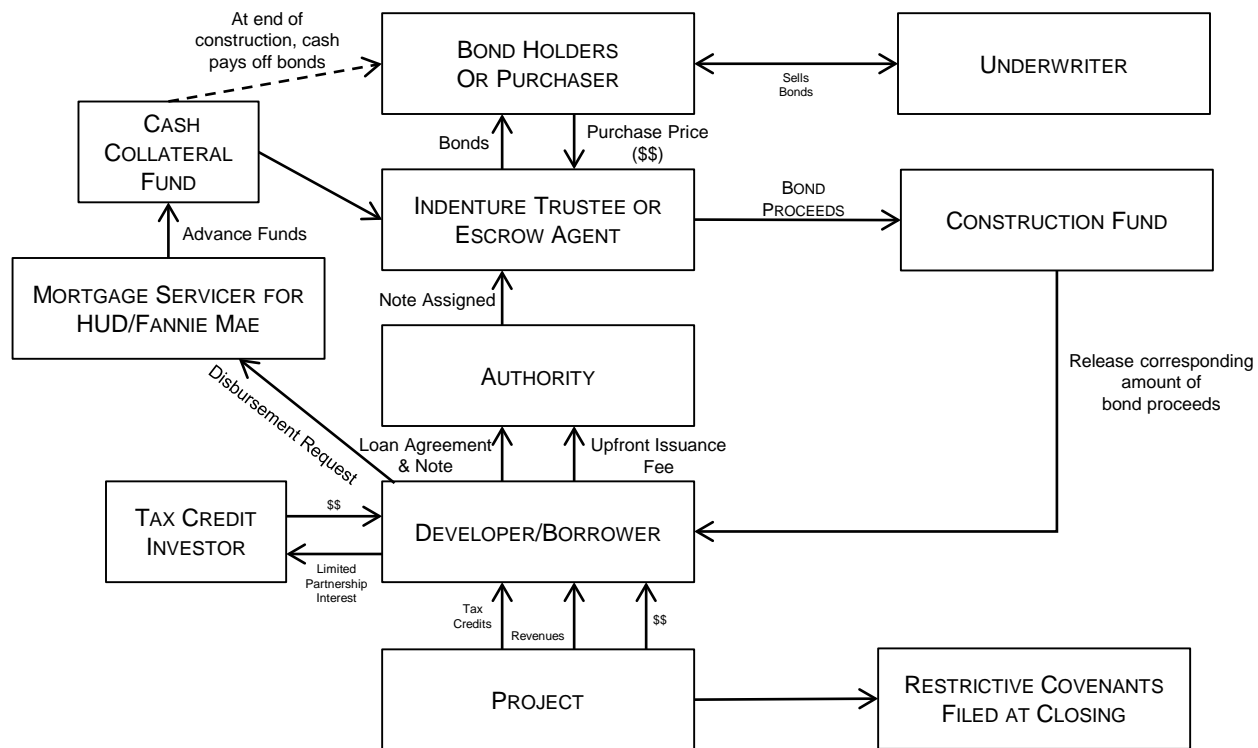 At end of
construction, cash
pays off bonds
BOND HOLDERS
OR PURCHASER
Sells
Bonds
UNDERWRITER
CASH
COLLATERAL
FUND
Bonds
Purchase Price
($$)
INDENTURE TRUSTEE OR
ESCROW AGENT
BOND
PROCEEDS
CONSTRUCTION FUND
Advance Funds
MORTGAGE SERVICER FOR
HUD/FANNIE MAE
Note Assigned
AUTHORITY
Release corresponding
amount of
bond proceeds
Disbursement Request
Loan Agreement
& Note
Upfront Issuance
Fee
TAX CREDIT
INVESTOR
$$
Limited
Partnership
Interest
DEVELOPER/BORROWER
Tax
Credits
Revenues
$$
PROJECT
RESTRICTIVE COVENANTS
FILED AT CLOSING